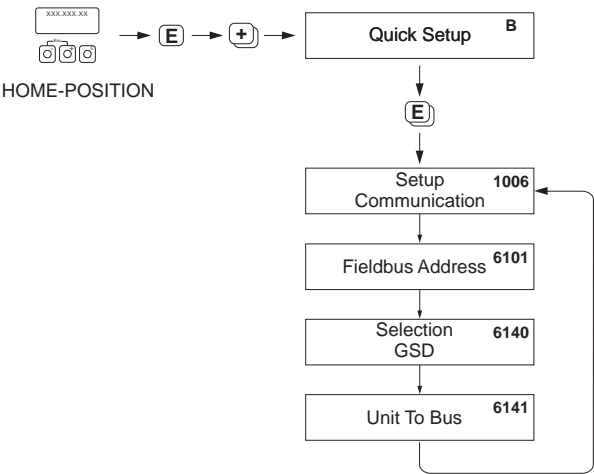 XXX.XXX.XX
Esc
E
+
Quick Setup
B
HOME-POSITION
E
Setup
Communication
1006
Fieldbus Address
6101
Selection
GSD
6140
Unit To Bus
6141